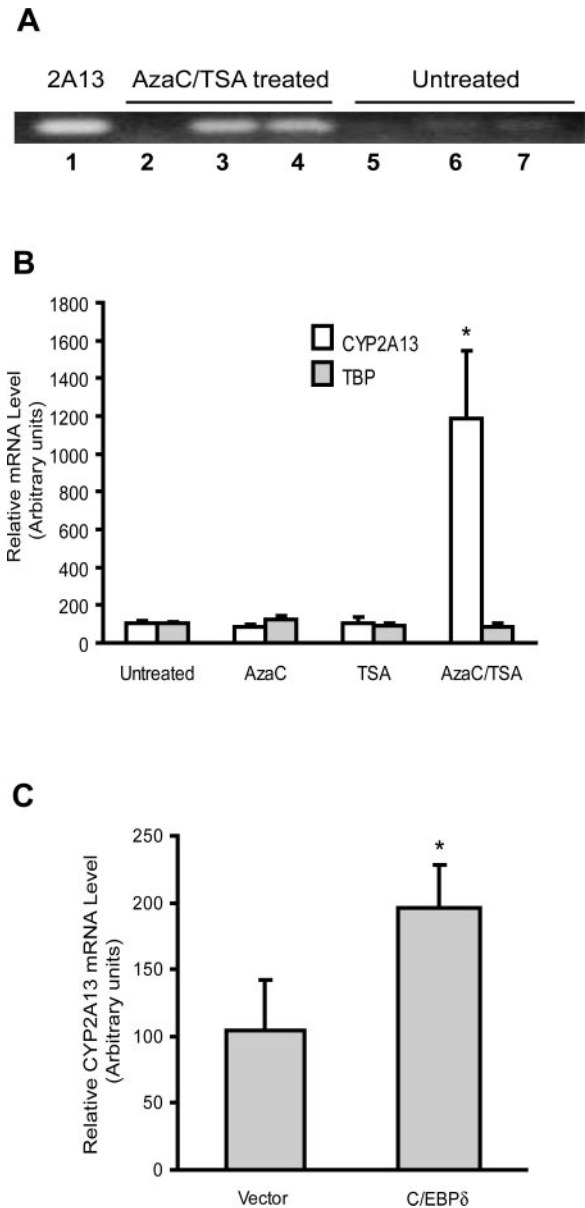 A
2A13 AzaC/TSA treated Untreated
1 2 3 4 5 6 7
B
Relative mRNA Level
(Arbitrary units)
1800
1600
1400
1200
1000
800
600
400
200
0
CYP2A13
TBP
*
Untreated AzaC TSA AzaC/TSA
C
Relative CYP2A13 mRNA Level
(Arbitrary units)
250
200
150
100
50
0
*
Vector C/EBPδ